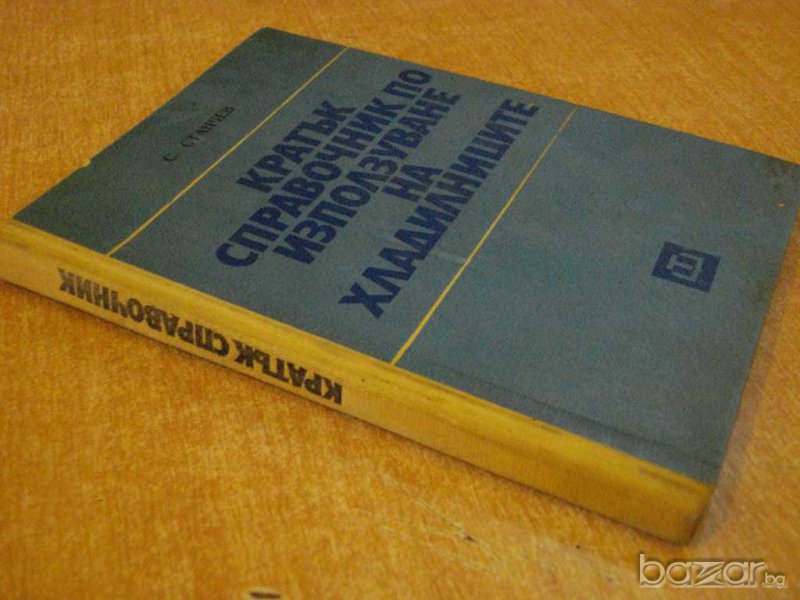 С. СТАНЧЕВ
КРАТЪК
СПРАВОЧНИК ПО
ИЗПОЛЗУВАНЕ
НА
ХЛАДИЛНИЦИТЕ
КРАТЪК СПРАВОЧНИК
bazar.bg